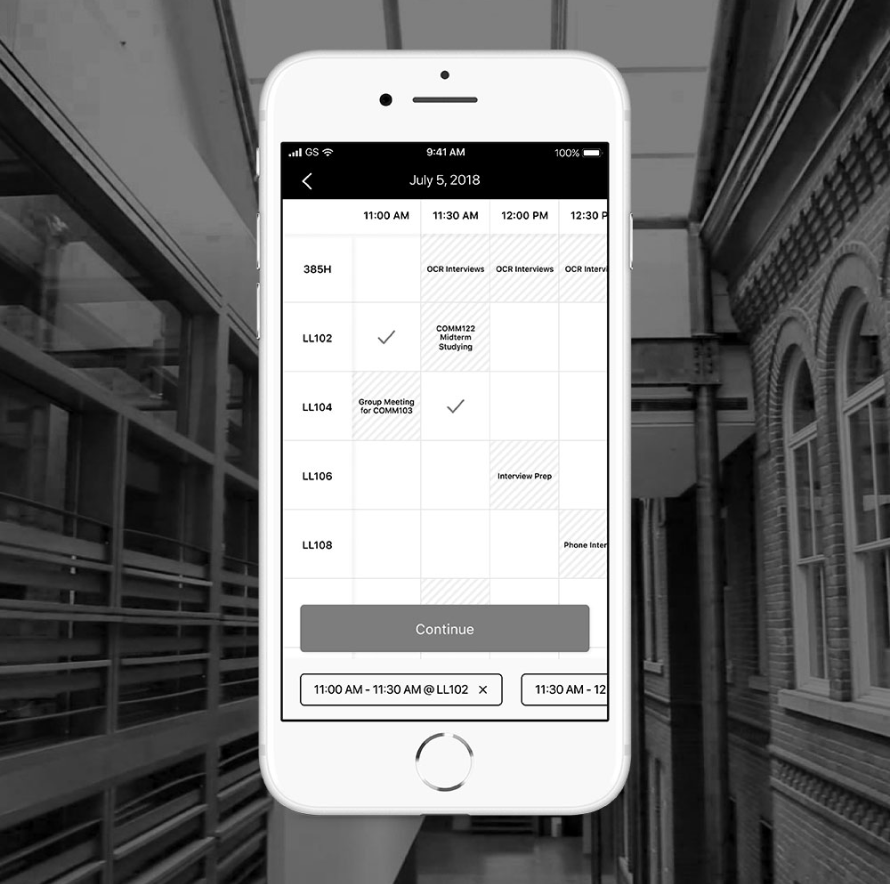 GS 9:41 AM 100%
July 5, 2018
11:00 AM 11:30 AM 12:00 PM 12:30 P
385H OCR Interviews OCR Interviews OCR Intervi
LL102 COMM122
Midterm
Studying
LL104 Group Meeting
for COMM103
LL106 Interview Prep
LL108 Phone Inter
Continue
11:00 AM - 11:30 AM @ LL102 × 11:30 AM - 12